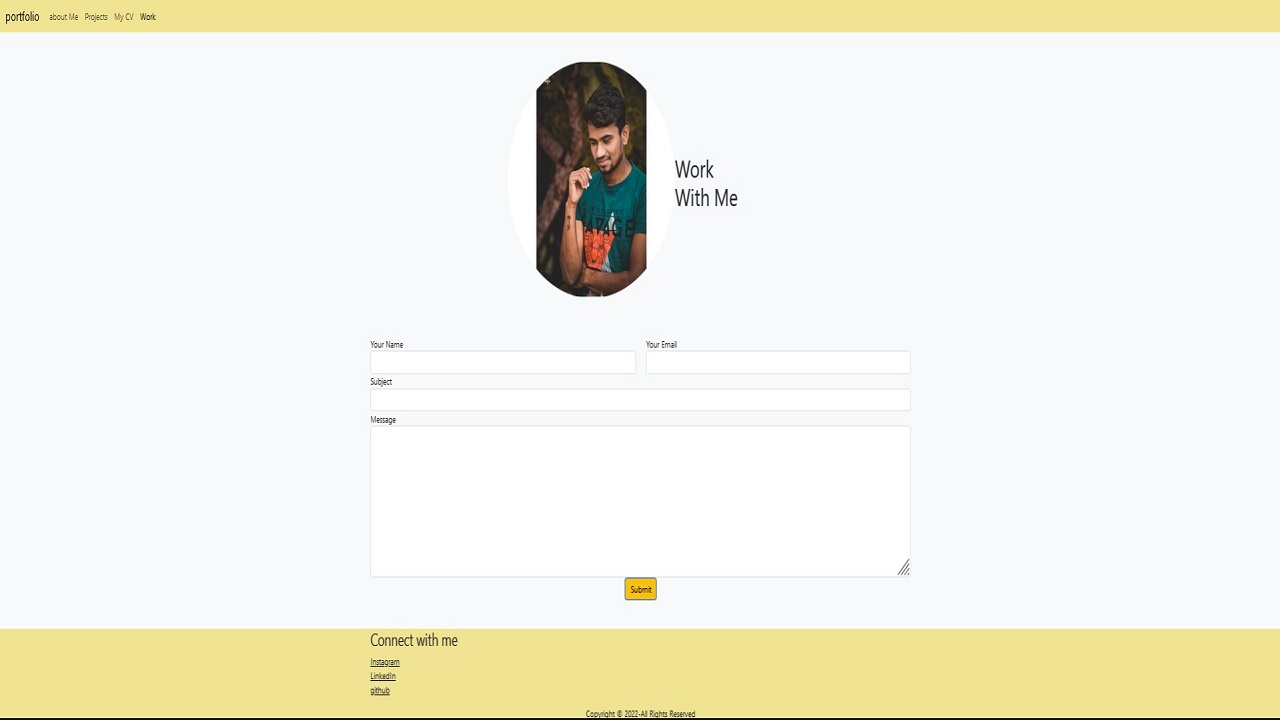 portfolio about Me Projects My CV Work
Work
With Me
Your Name Your Email
Subject
Message
Submit
Connect with me
Instagram
LinkedIn
github
Copyright © 2022-All Rights Reserved